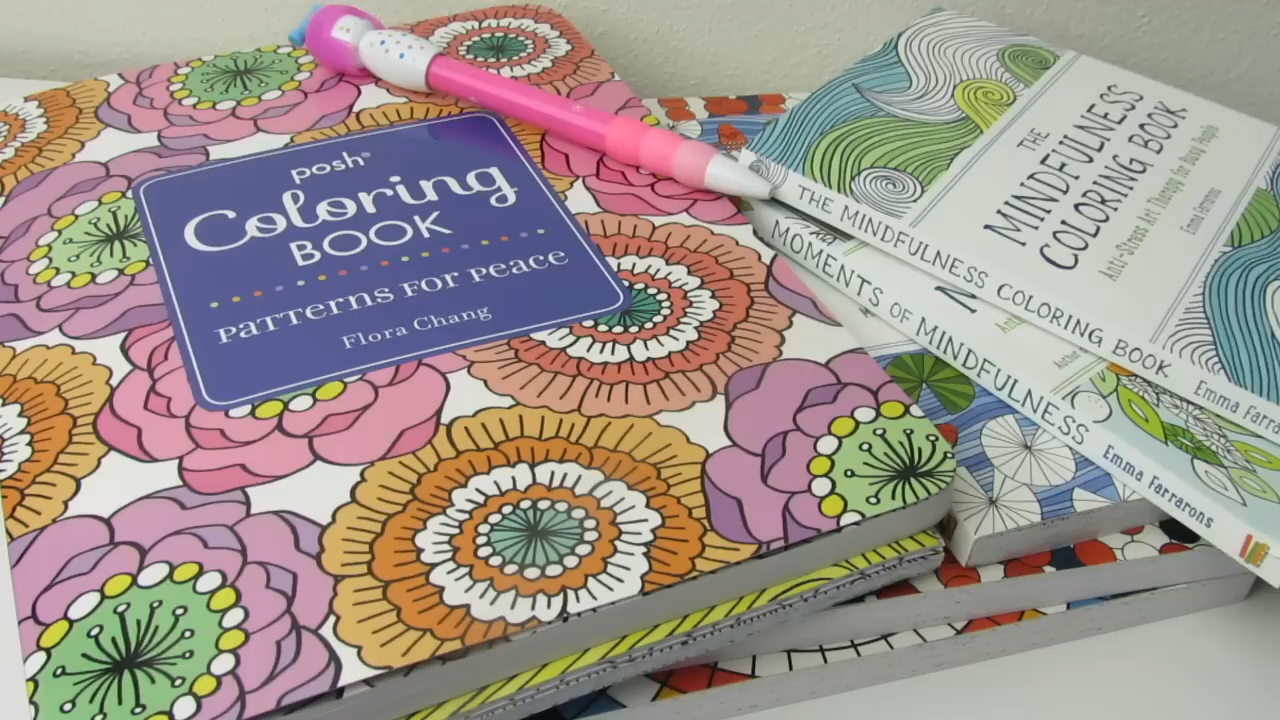 posh®
Coloring
BOOK
Patterns for Peace
Flora Chang
THE
MINDFULNESS
COLORING BOOK
Anti-Stress Art Therapy for Busy People
Emma Farrarons
THE MINDFULNESS COLORING BOOK
Emma Farra
MOMENTS OF MINDFULNESS
Emma Farrarons